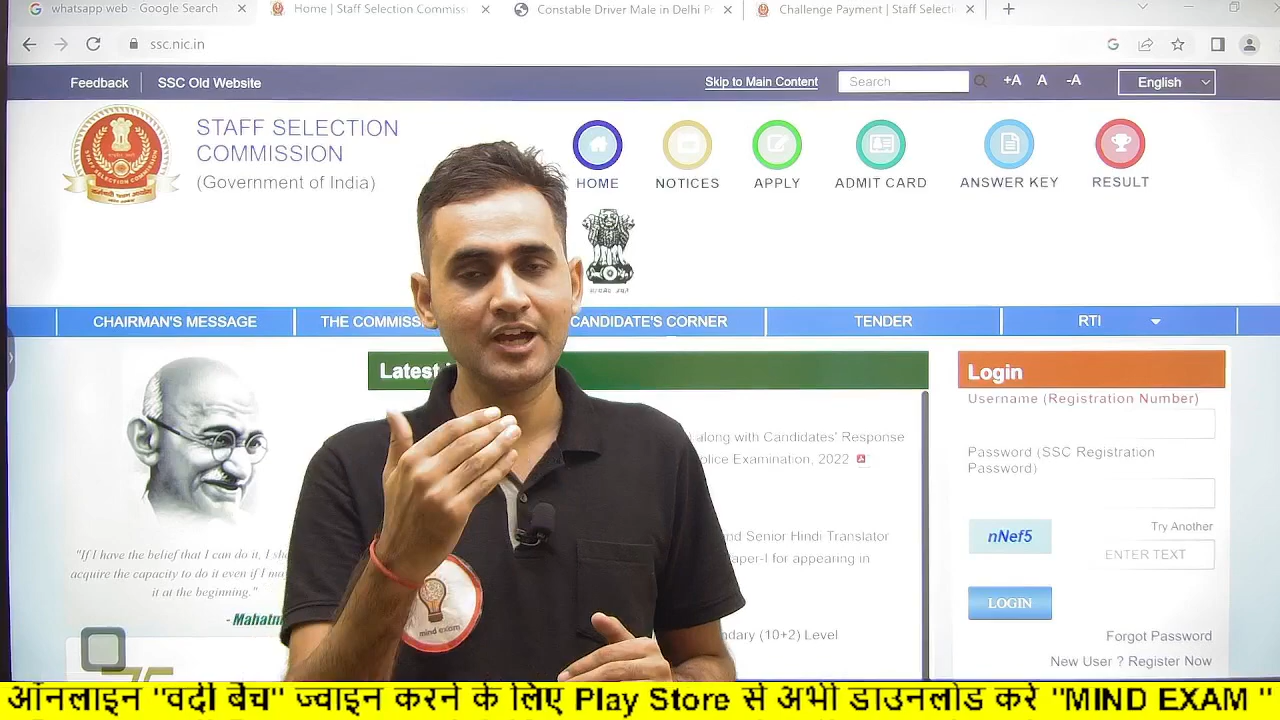 whatsapp web - Google Search
Home | Staff Selection Commiss
Constable Driver Male in Delhi P
Challenge Payment | Staff Selecti
ssc.nic.in
Feedback
SSC Old Website
Skip to Main Content
Search
+A A -A
English
STAFF SELECTION
COMMISSION
(Government of India)
HOME
NOTICES
APPLY
ADMIT CARD
ANSWER KEY
RESULT
CHAIRMAN'S MESSAGE
THE COMMISS
CANDIDATE'S CORNER
TENDER
RTI
Latest
along with Candidates' Response
olice Examination, 2022
nd Senior Hindi Translator
aper-I for appearing in
ndary (10+2) Level
Login
Username (Registration Number)
Password (SSC Registration
Password)
nNef5
Try Another
ENTER TEXT
LOGIN
Forgot Password
New User ? Register Now
"If I have the belief that I can do it, I sh
acquire the capacity to do it even if I ma
it at the beginning."
- Mahatm
75
mind exam
ऑनलाइन "वर्दी बैच" ज्वाइन करने के लिए Play Store से अभी डाउनलोड करें "MIND EXAM "